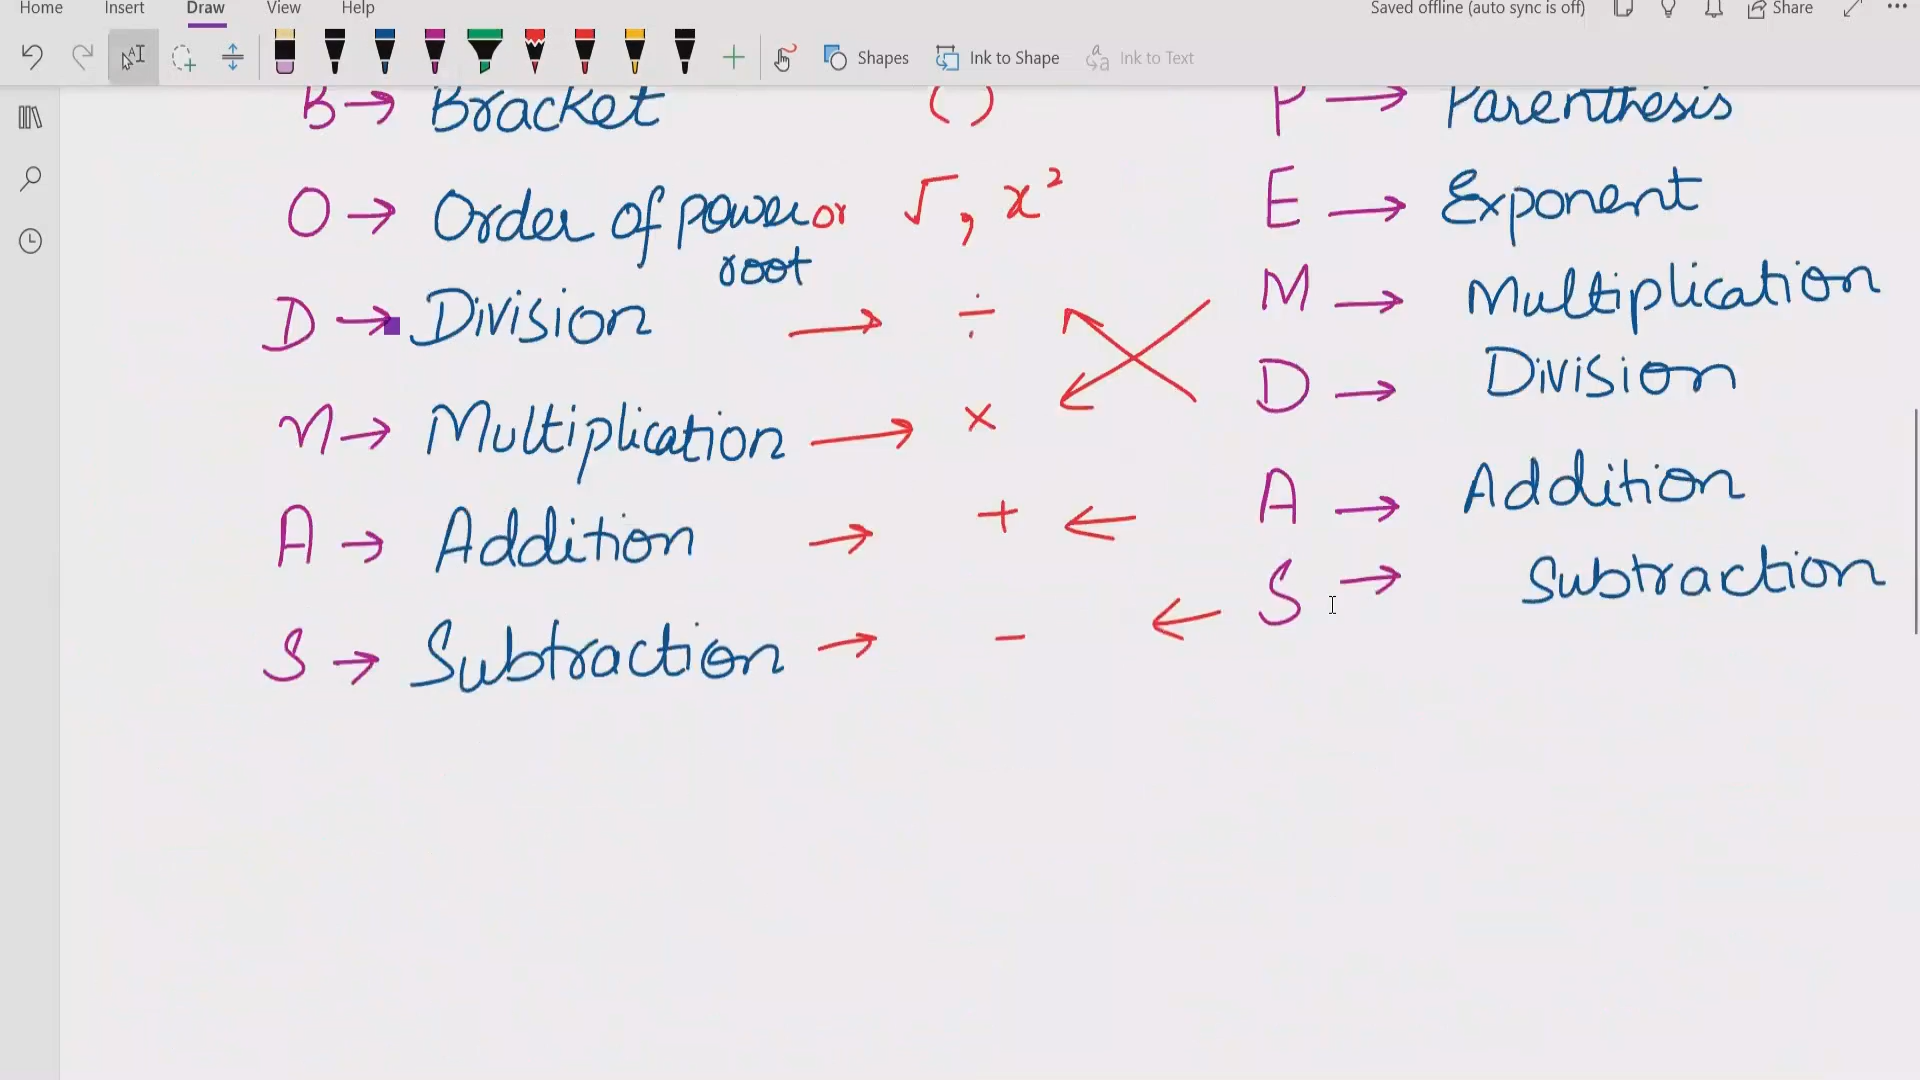 Home Insert Draw View Help Saved offline (auto sync is off) Share
Shapes Ink to Shape Ink to Text
B → Bracket ( ) P → Parenthesis
O → Order of power or √ , x² E → Exponent
root
D → Division → ÷ M → Multiplication
D → Division
M → Multiplication → × A → Addition
A → Addition → + ←
S → Subtraction → - ← S → Subtraction